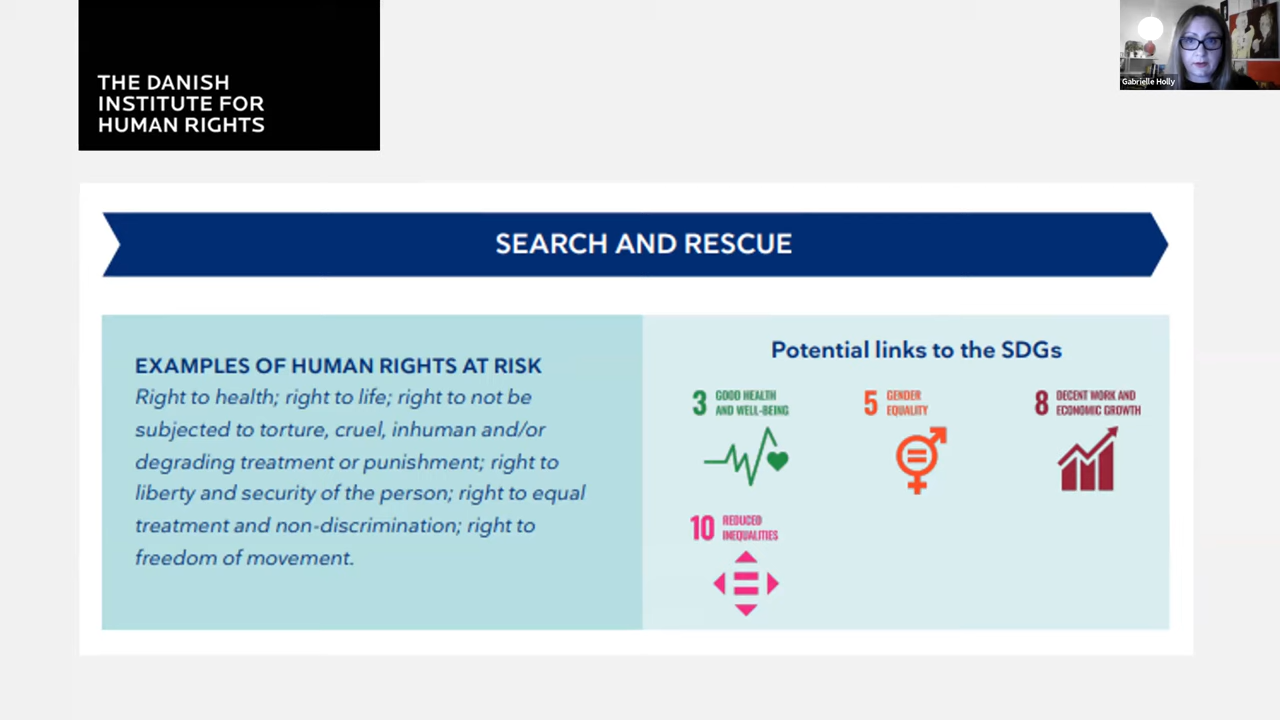 THE DANISH
INSTITUTE FOR
HUMAN RIGHTS
Gabrielle Holly
SEARCH AND RESCUE
EXAMPLES OF HUMAN RIGHTS AT RISK
Right to health; right to life; right to not be
subjected to torture, cruel, inhuman and/or
degrading treatment or punishment; right to
liberty and security of the person; right to equal
treatment and non-discrimination; right to
freedom of movement.
Potential links to the SDGs
3 GOOD HEALTH
AND WELL-BEING
5 GENDER
EQUALITY
8 DECENT WORK AND
ECONOMIC GROWTH
10 REDUCED
INEQUALITIES